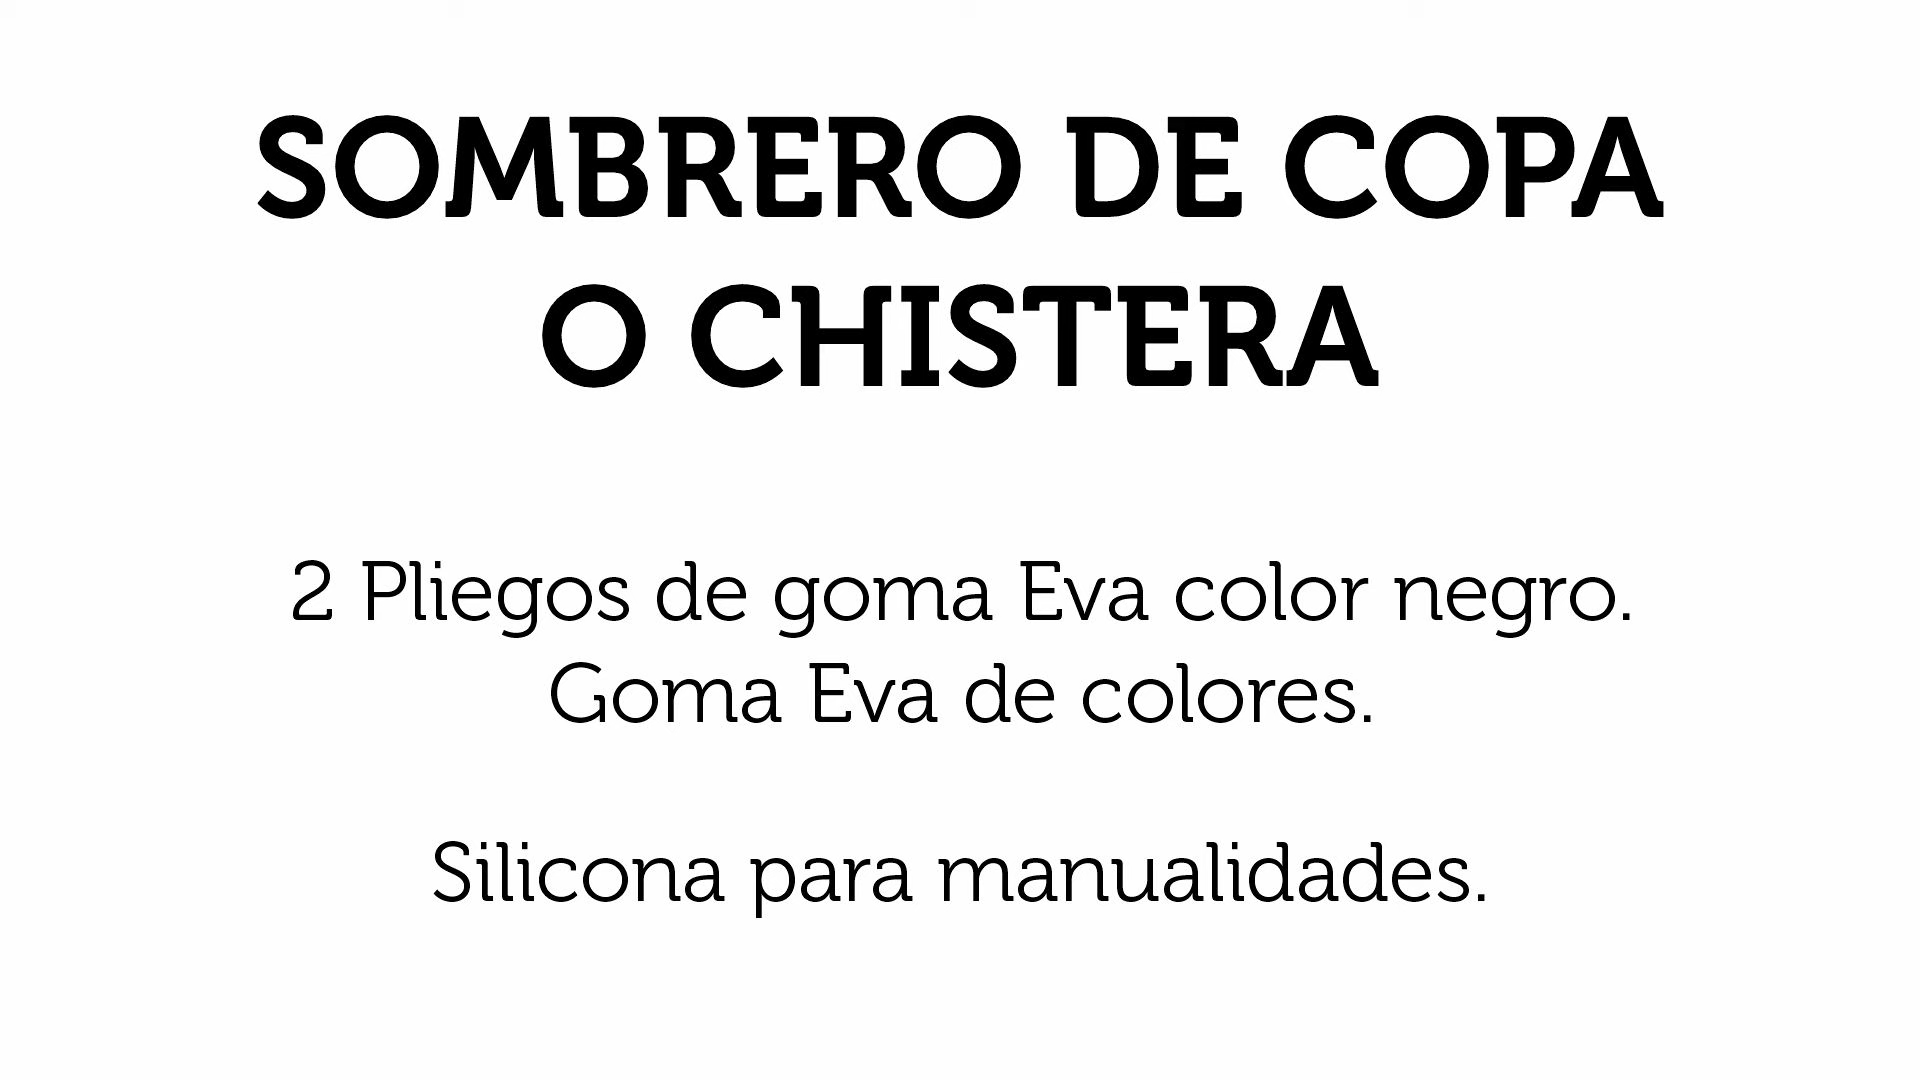 SOMBRERO DE COPA
O CHISTERA
2 Pliegos de goma Eva color negro.
Goma Eva de colores.
Silicona para manualidades.